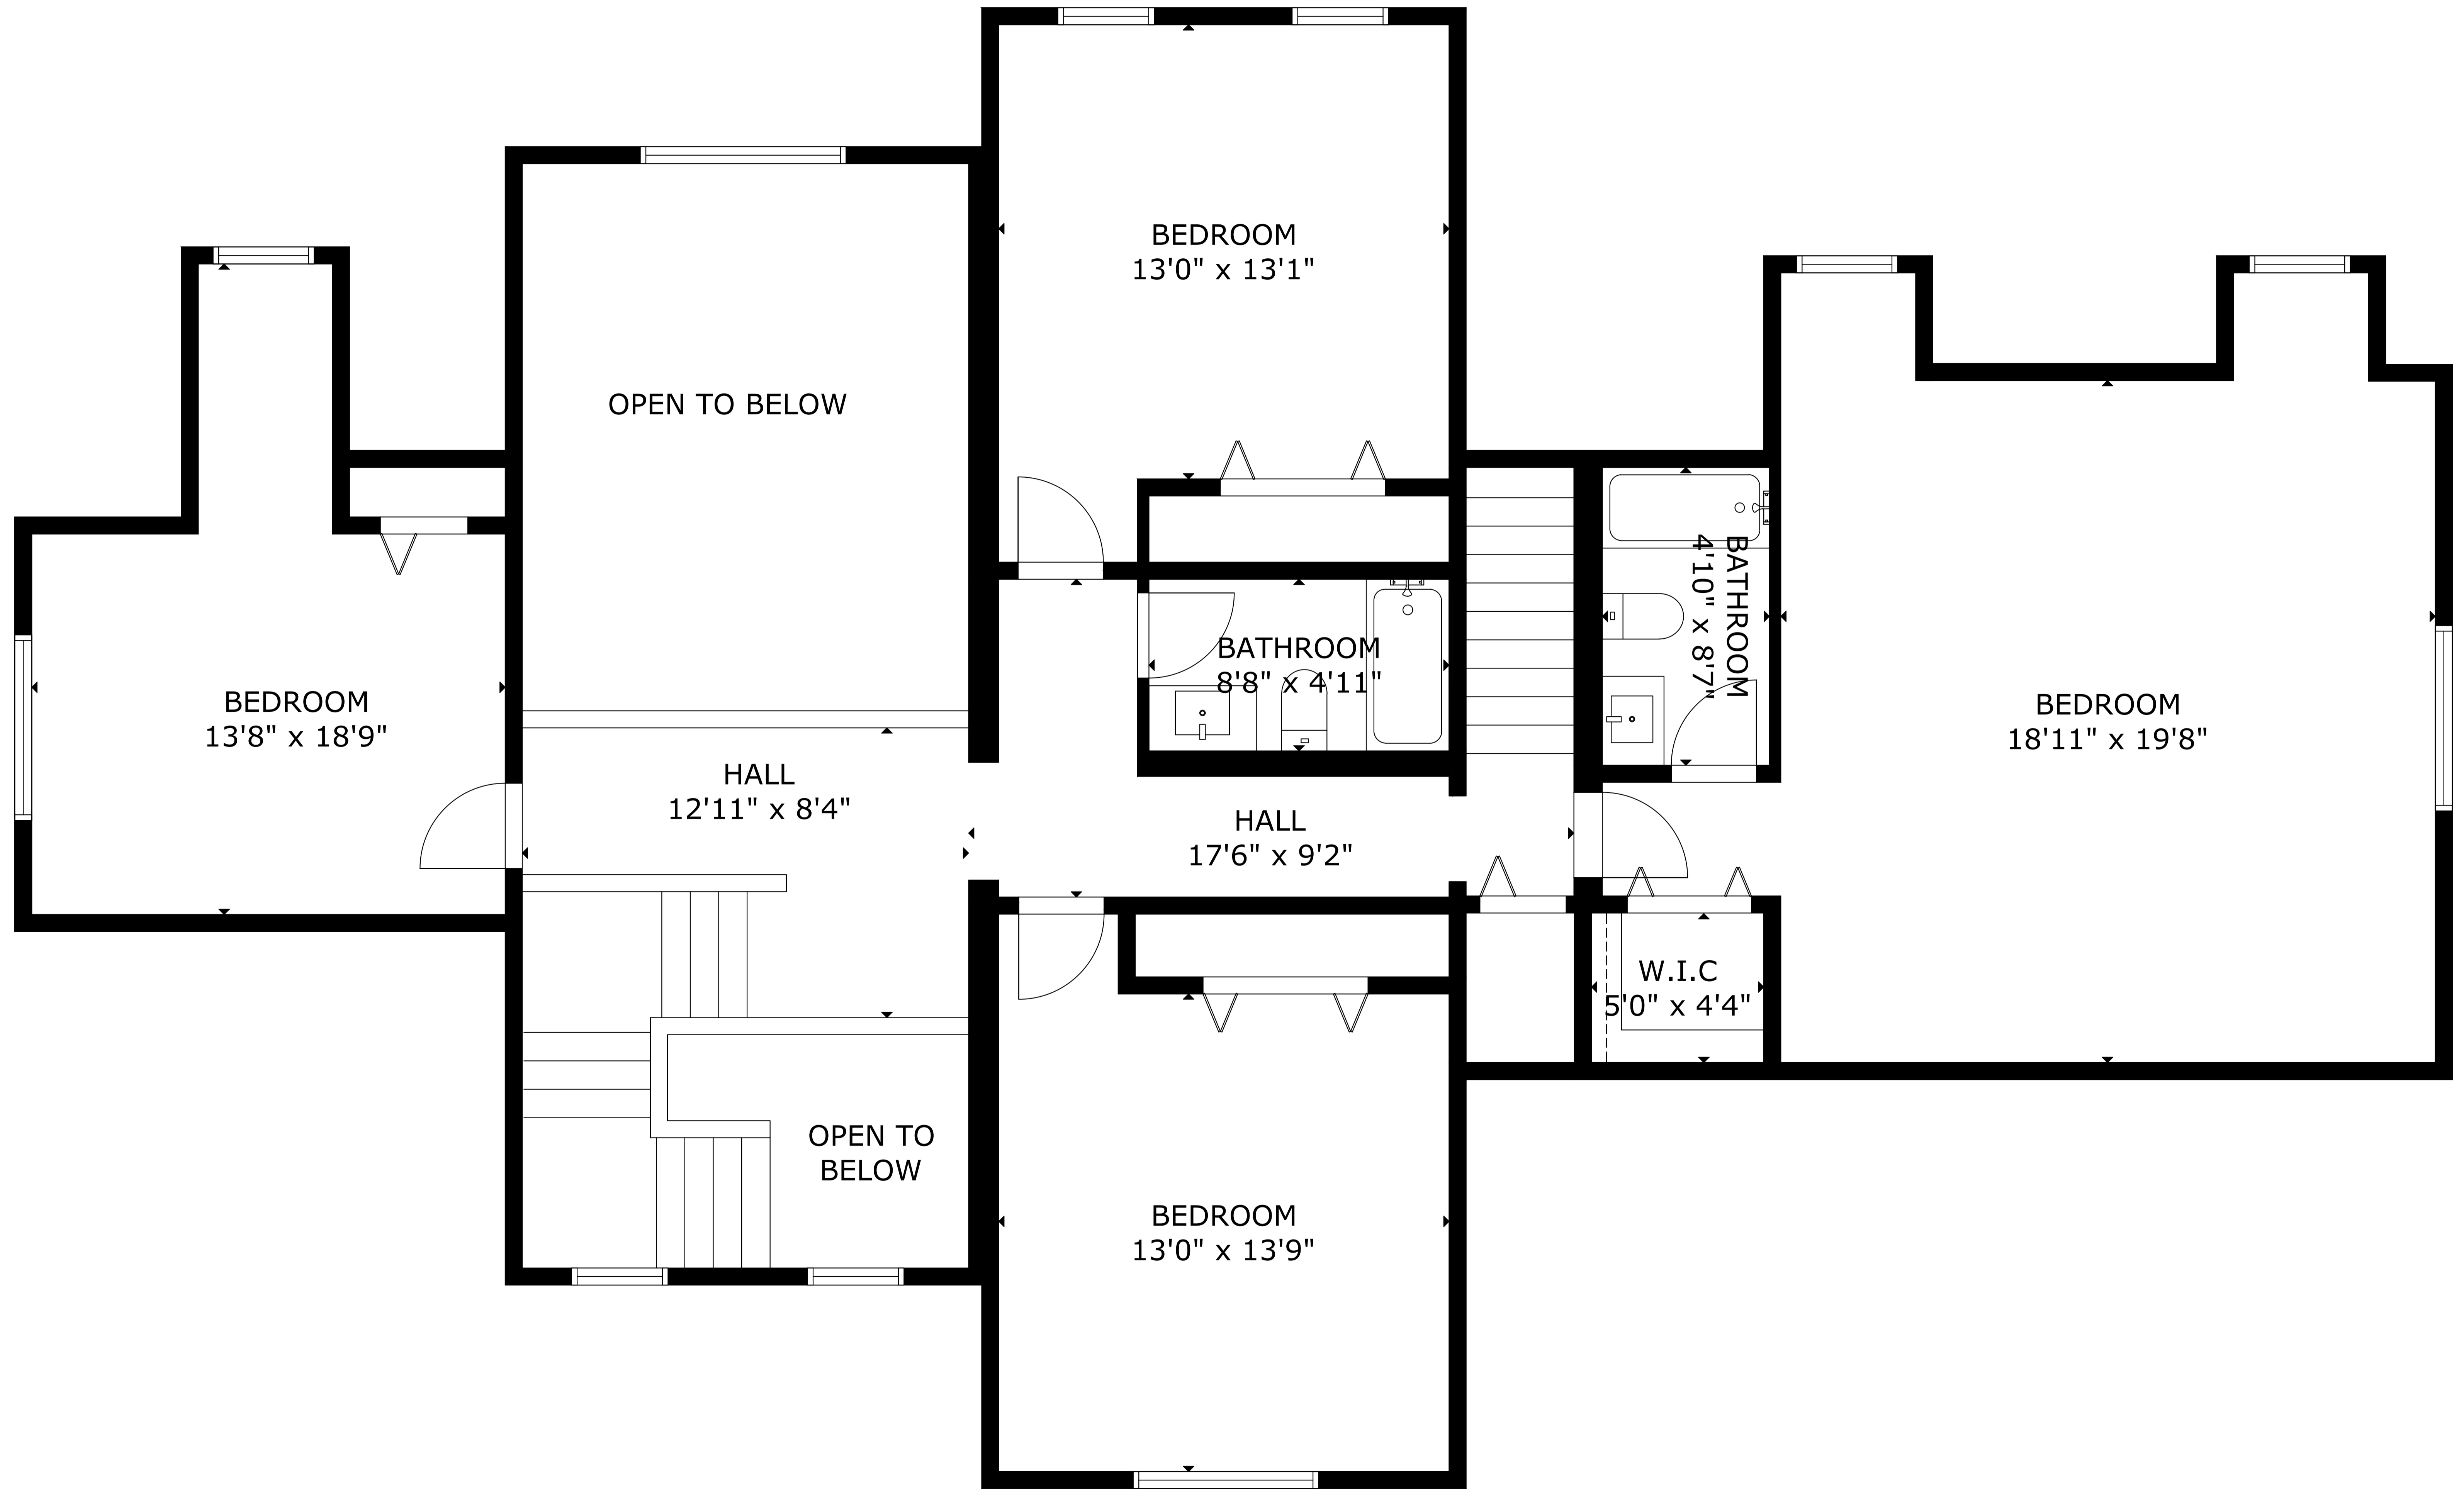 BEDROOM
13'0" x 13'1"
OPEN TO BELOW
BATHROOM
4'10" x 8'7"
BATHROOM
8'8" x 4'11"
BEDROOM
13'8" x 18'9"
BEDROOM
18'11" x 19'8"
HALL
12'11" x 8'4"
HALL
17'6" x 9'2"
W.I.C
5'0" x 4'4"
OPEN TO
BELOW
BEDROOM
13'0" x 13'9"